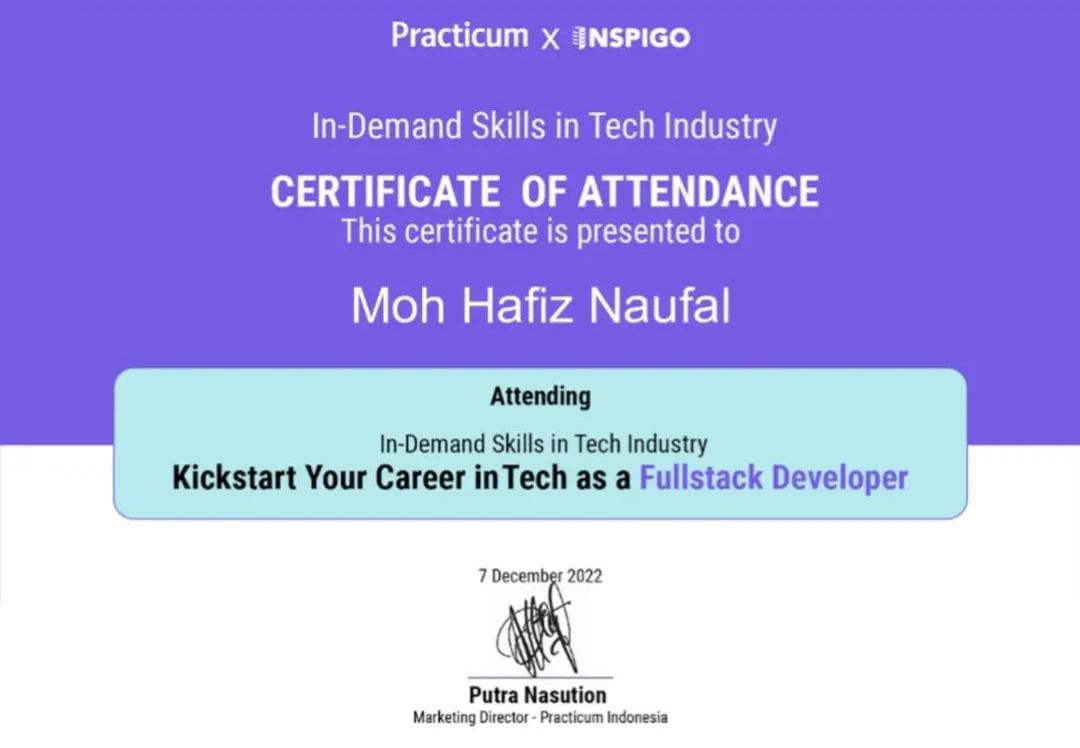 Practicum X INSPIGO
In-Demand Skills in Tech Industry
CERTIFICATE OF ATTENDANCE
This certificate is presented to
Moh Hafiz Naufal
Attending
In-Demand Skills in Tech Industry
Kickstart Your Career in Tech as a Fullstack Developer
7 December 2022
Putra Nasution
Marketing Director - Practicum Indonesia